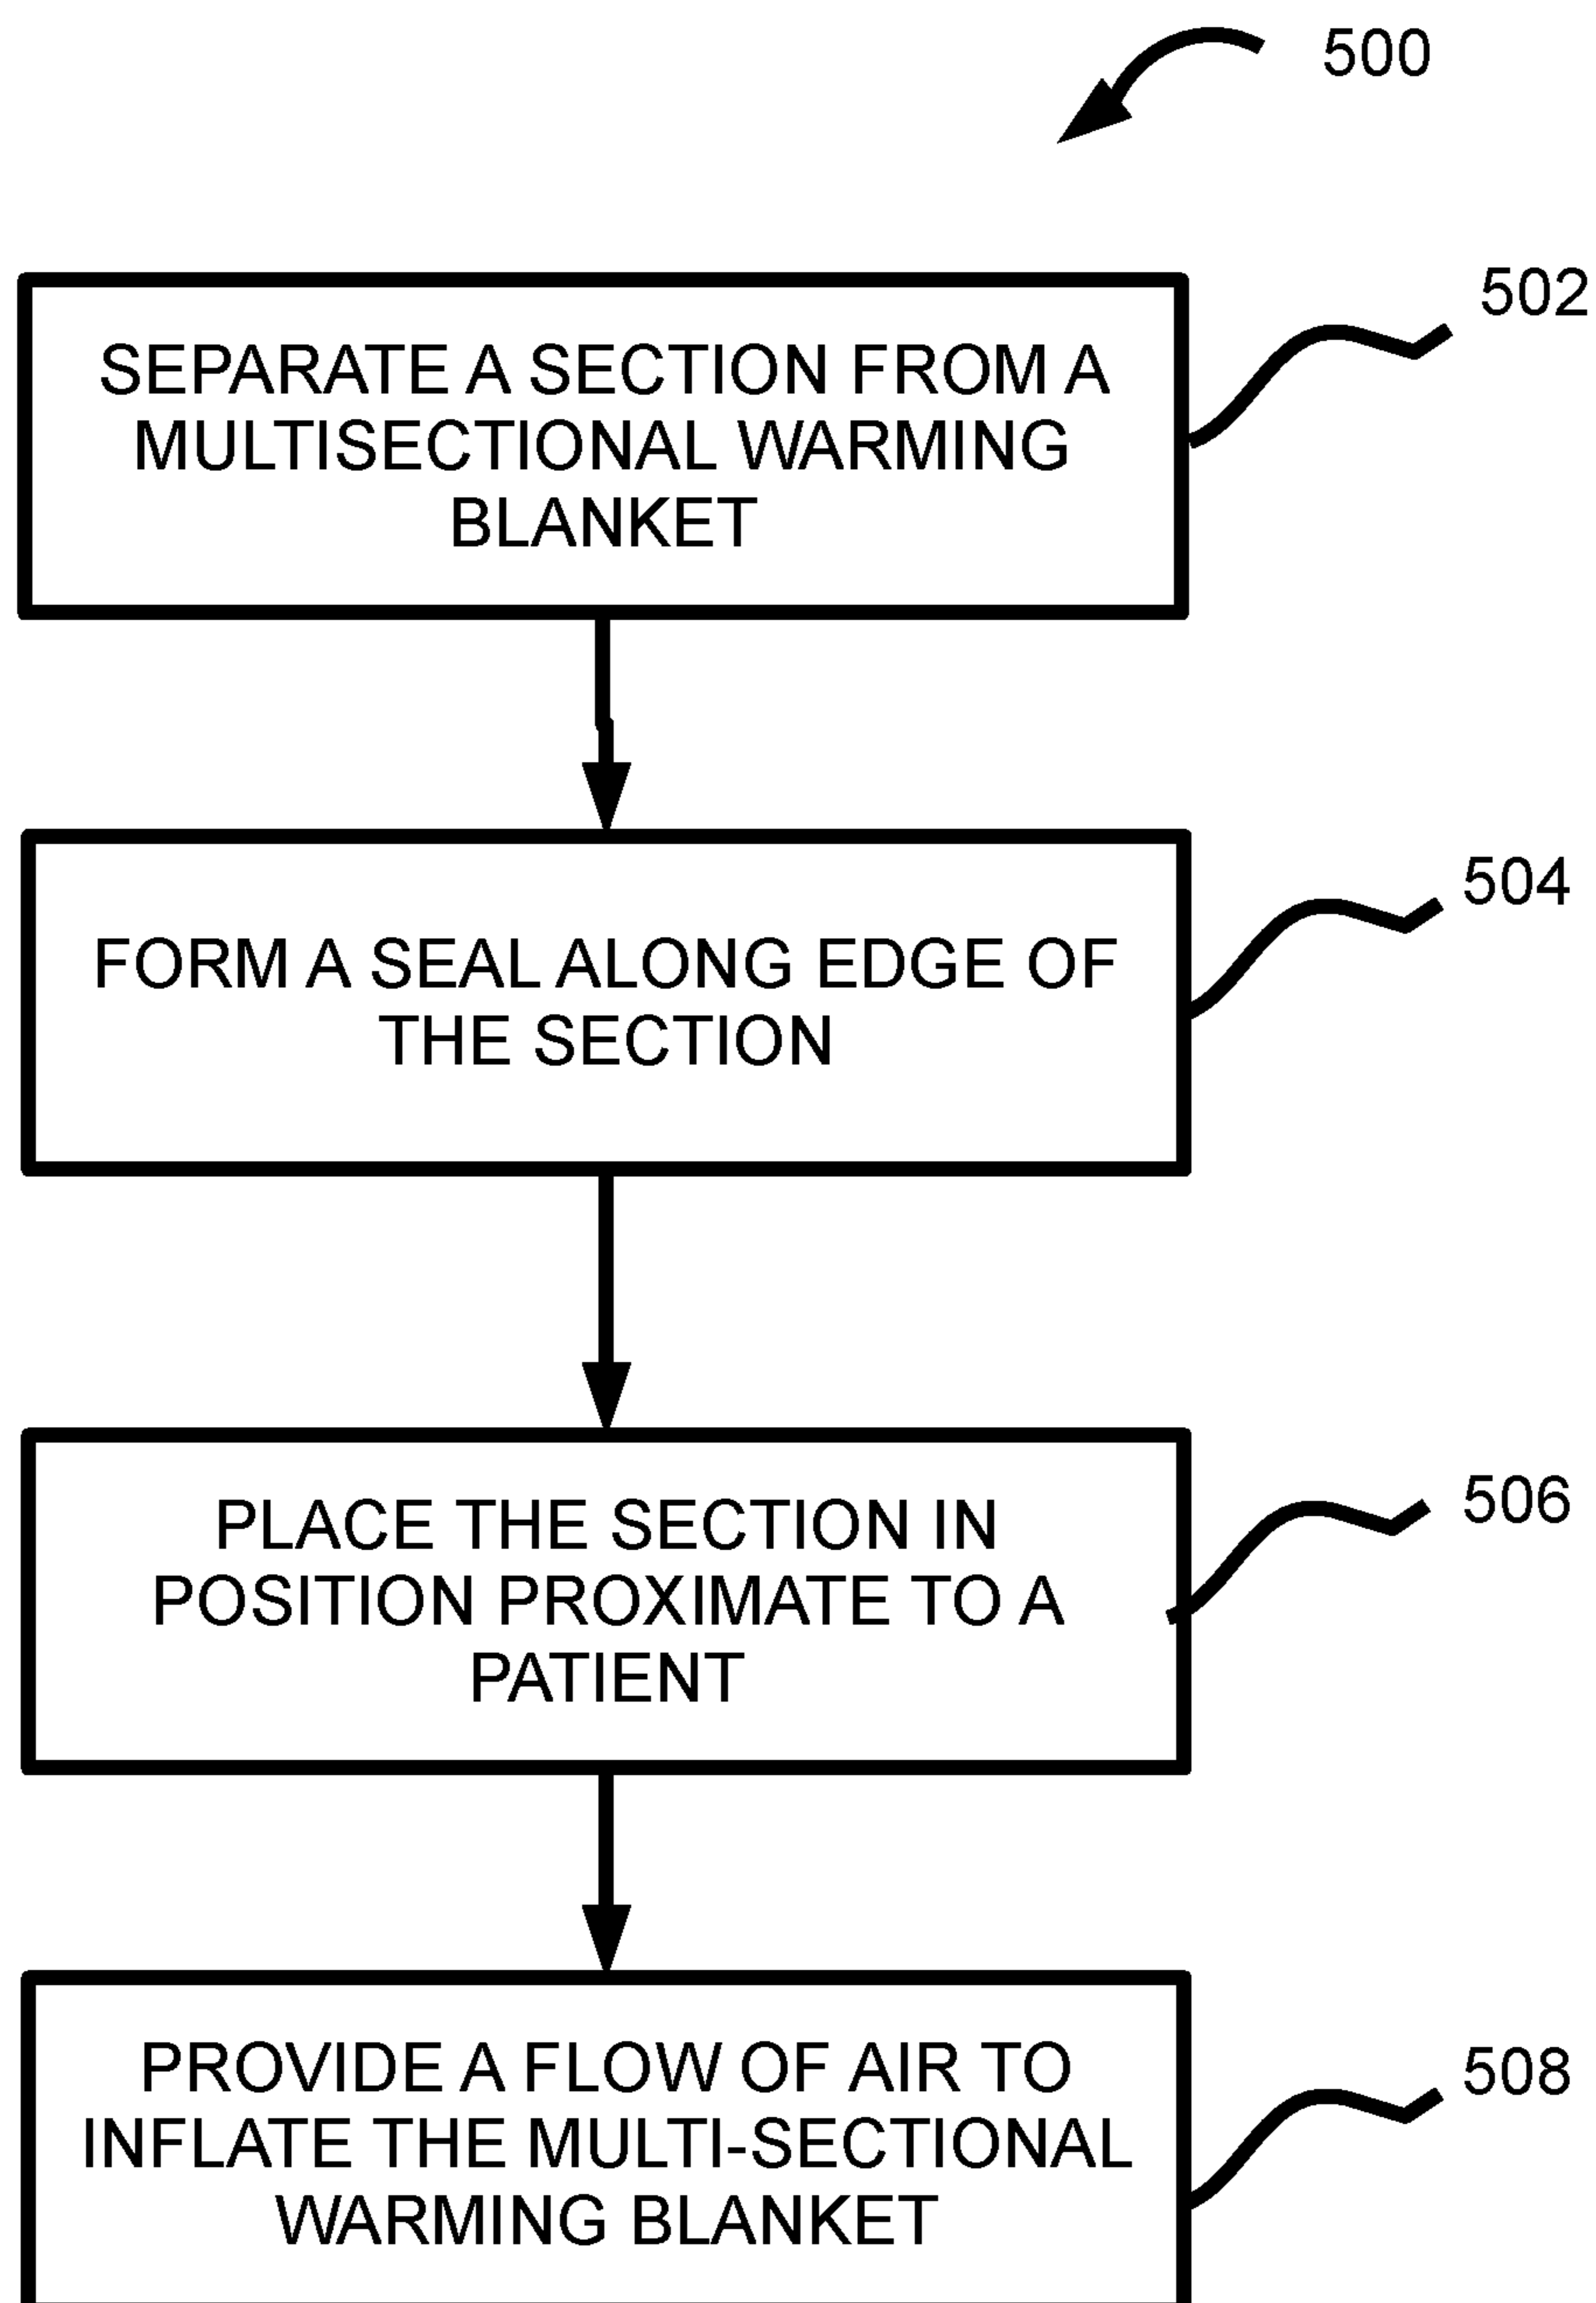 500
502
SEPARATE A SECTION FROM A
MULTISECTIONAL WARMING
BLANKET
504
FORM A SEAL ALONG EDGE OF
THE SECTION
506
PLACE THE SECTION IN
POSITION PROXIMATE TO A
PATIENT
508
PROVIDE A FLOW OF AIR TO
INFLATE THE MULTI-SECTIONAL
WARMING BLANKET